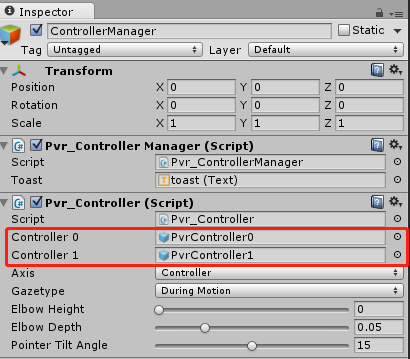 Inspector
ControllerManager Static
Tag Untagged Layer Default
Transform
Position X 0 Y 0 Z 0
Rotation X 0 Y 0 Z 0
Scale X 1 Y 1 Z 1
Pvr_Controller Manager (Script)
Script Pvr_ControllerManager
Toast toast (Text)
Pvr_Controller (Script)
Script Pvr_Controller
Controller 0 PvrController0
Controller 1 PvrController1
Axis Controller
Gazetype During Motion
Elbow Height 0
Elbow Depth 0.05
Pointer Tilt Angle 15